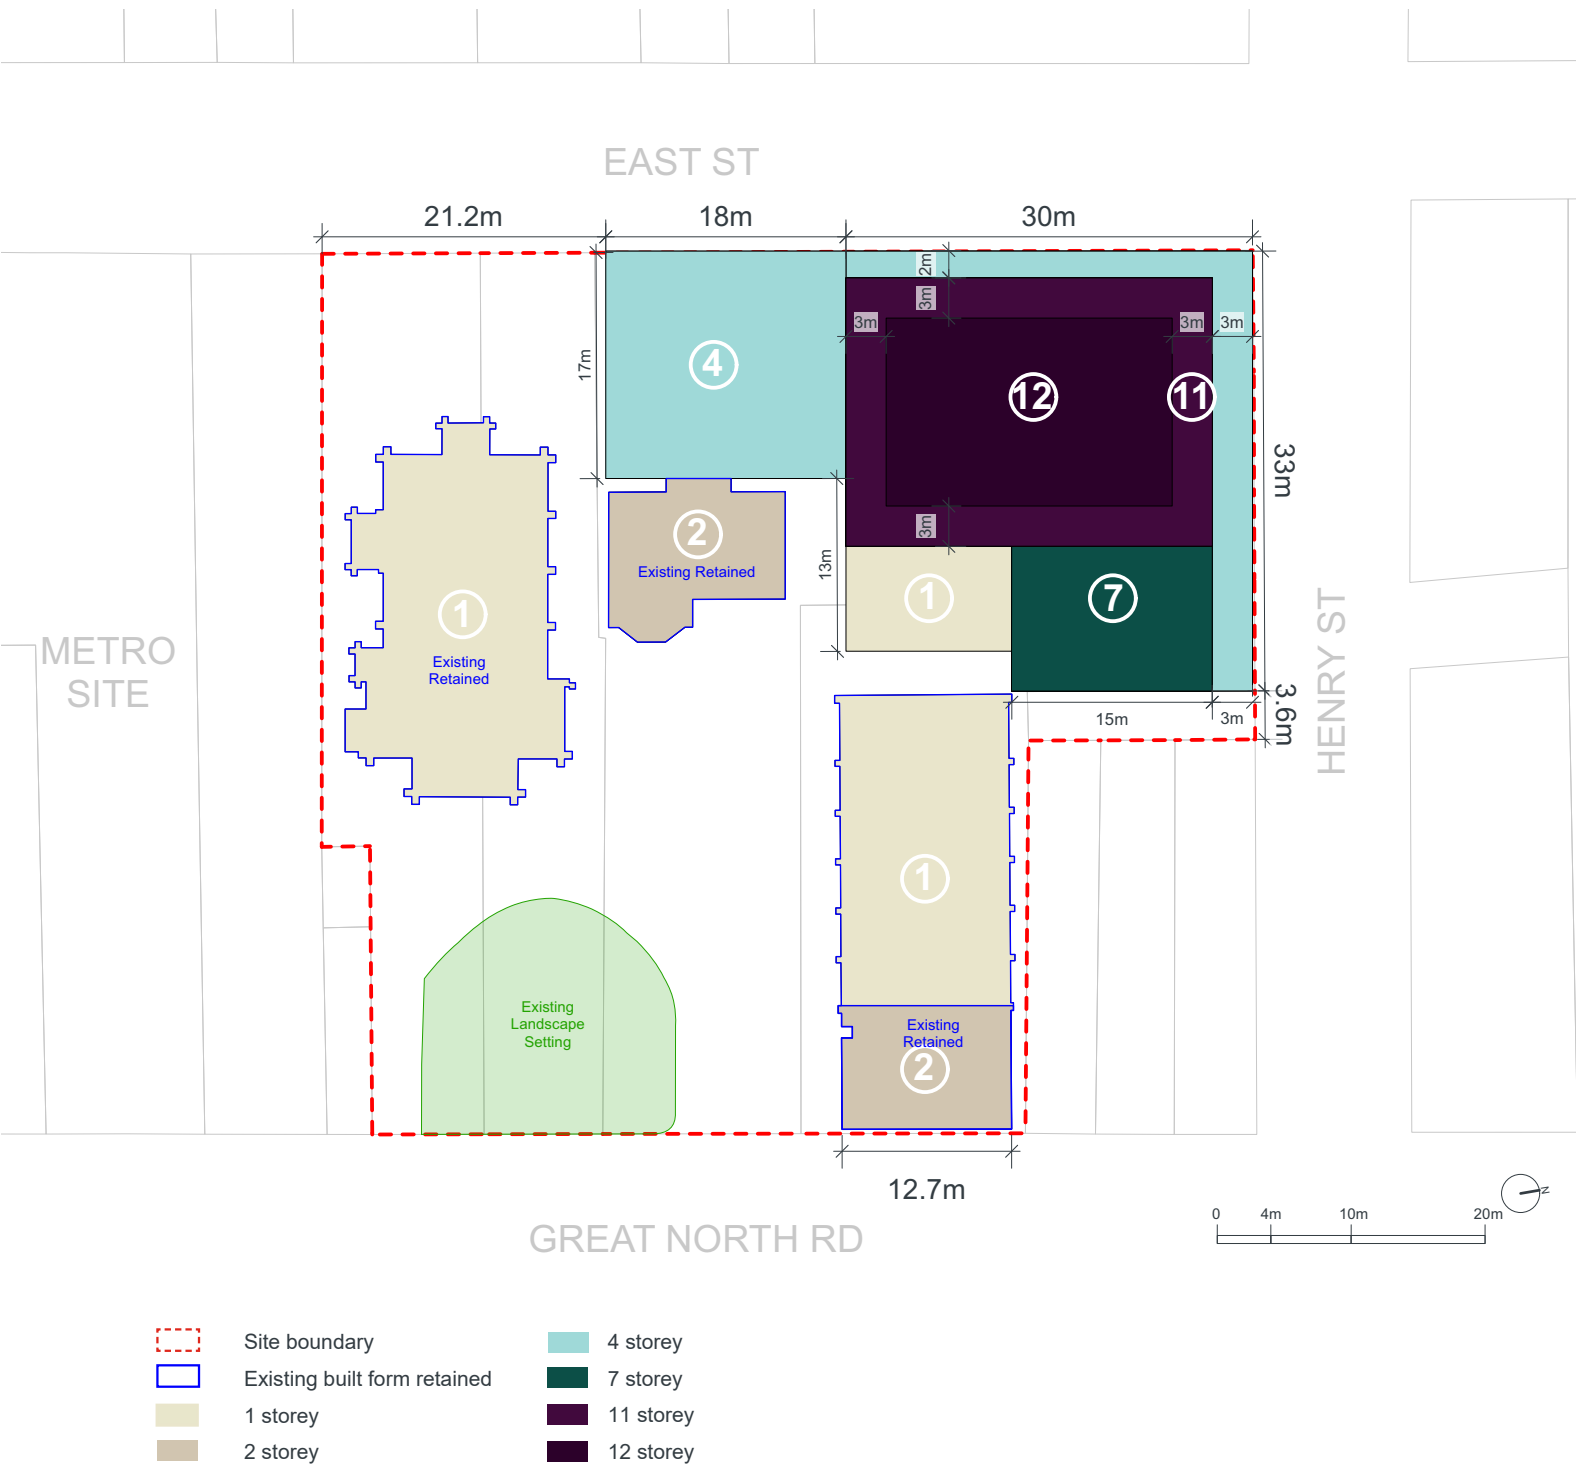 EAST ST
21.2m
18m
30m
2m
3m
3m
3m
3m
17m
4
12
11
33m
2
Existing Retained
3m
13m
1
7
1
Existing
Retained
METRO
SITE
HENRY ST
3.6m
15m
3m
1
Existing
Landscape
Setting
Existing
Retained
2
12.7m
GREAT NORTH RD
N
0
4m
10m
20m
Site boundary
Existing built form retained
1 storey
2 storey
4 storey
7 storey
11 storey
12 storey